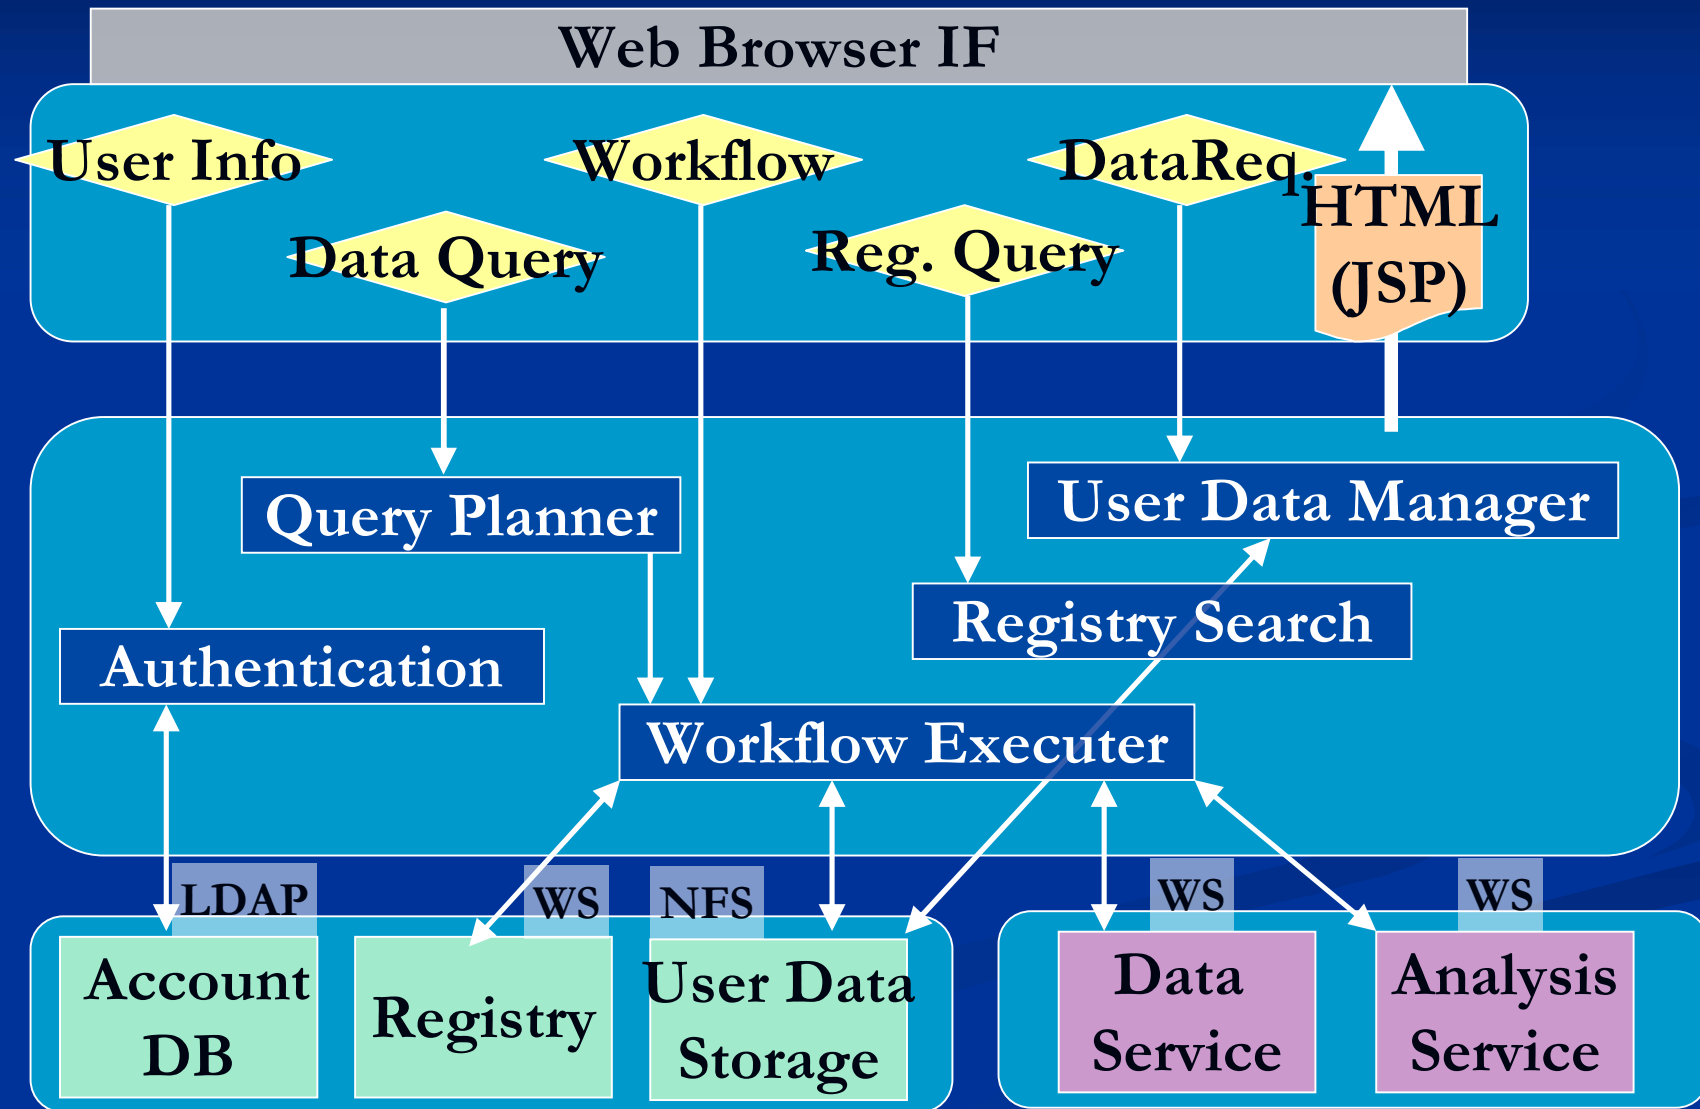 Web Browser IF
User Info
Workflow
DataReq.
HTML
(JSP)
Data Query
Reg. Query
Query Planner
User Data Manager
Registry Search
Authentication
Workflow Executer
LDAP
WS
NFS
WS
WS
Account
DB
Registry
User Data
Storage
Data
Service
Analysis
Service